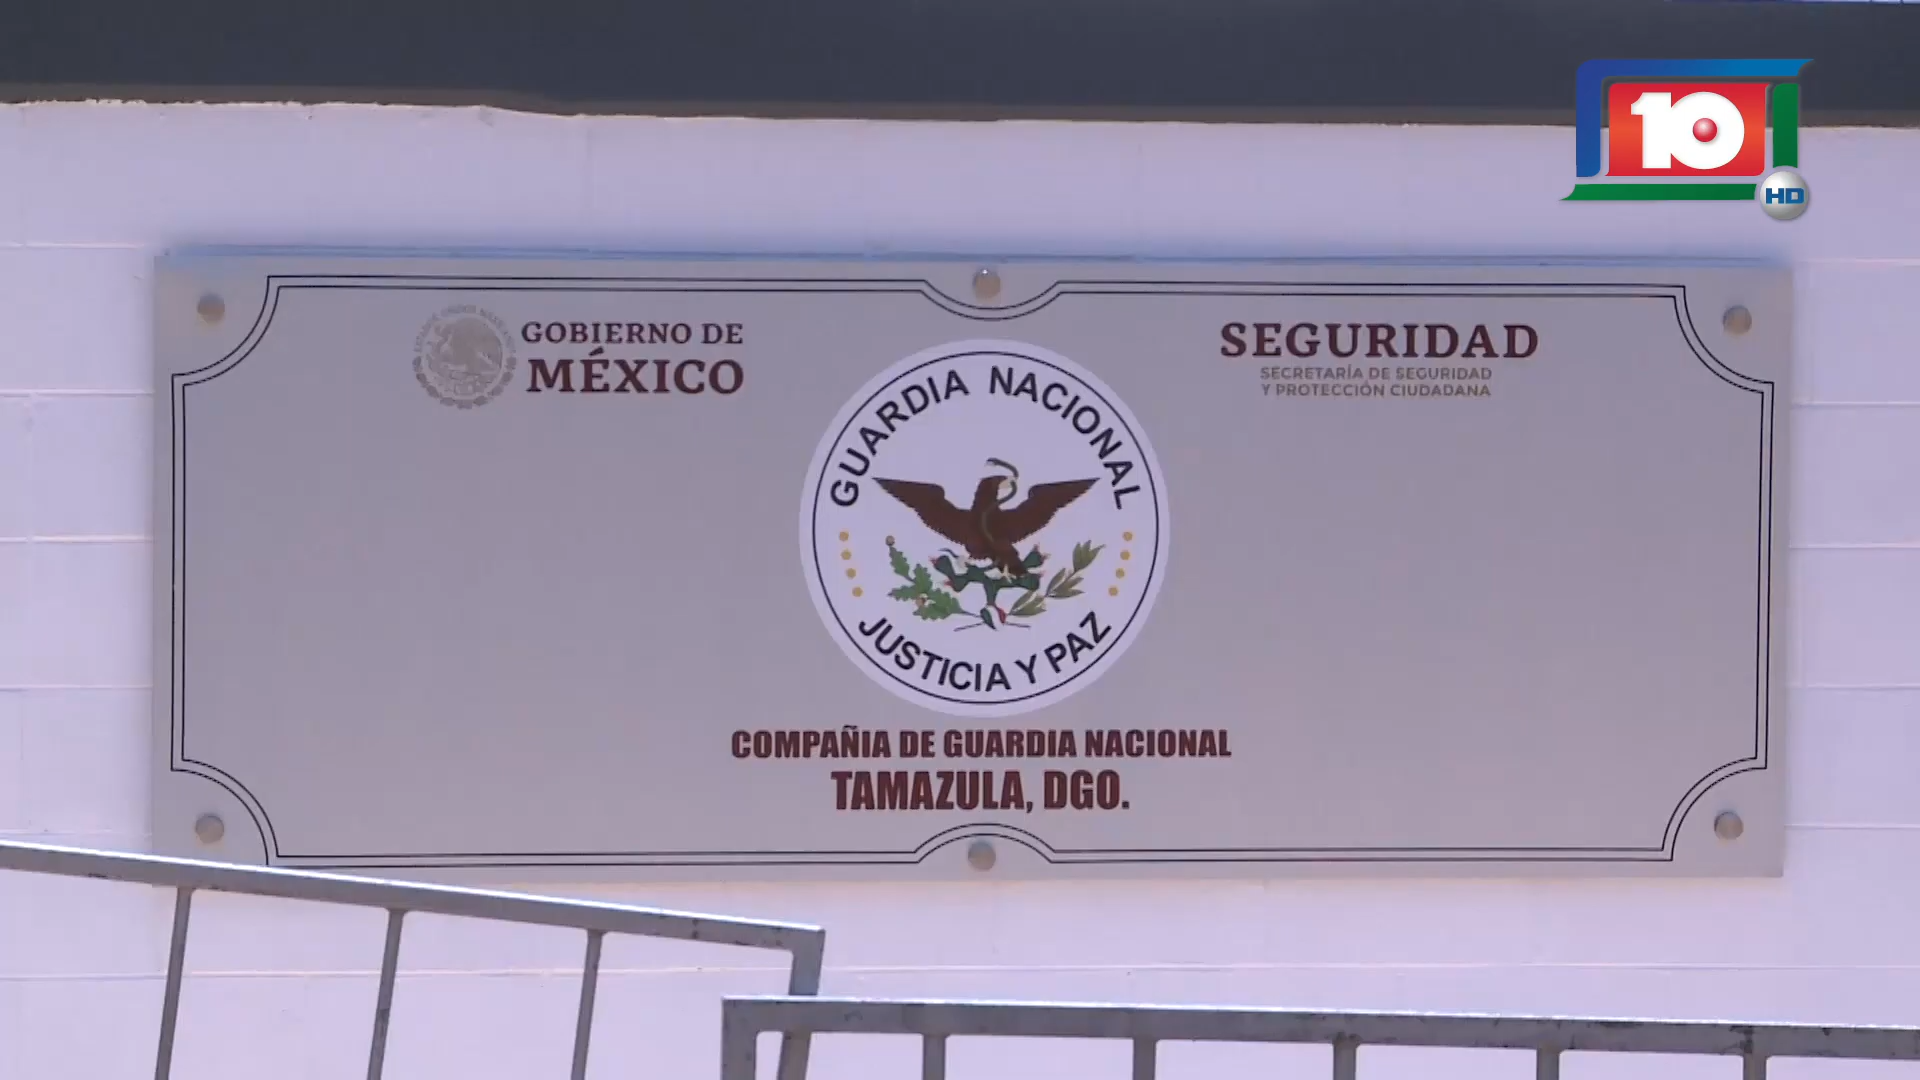 10
HD
GOBIERNO DE
MÉXICO
SEGURIDAD
SECRETARÍA DE SEGURIDAD
Y PROTECCIÓN CIUDADANA
GUARDIA NACIONAL
JUSTICIA Y PAZ
COMPAÑIA DE GUARDIA NACIONAL
TAMAZULA, DGO.